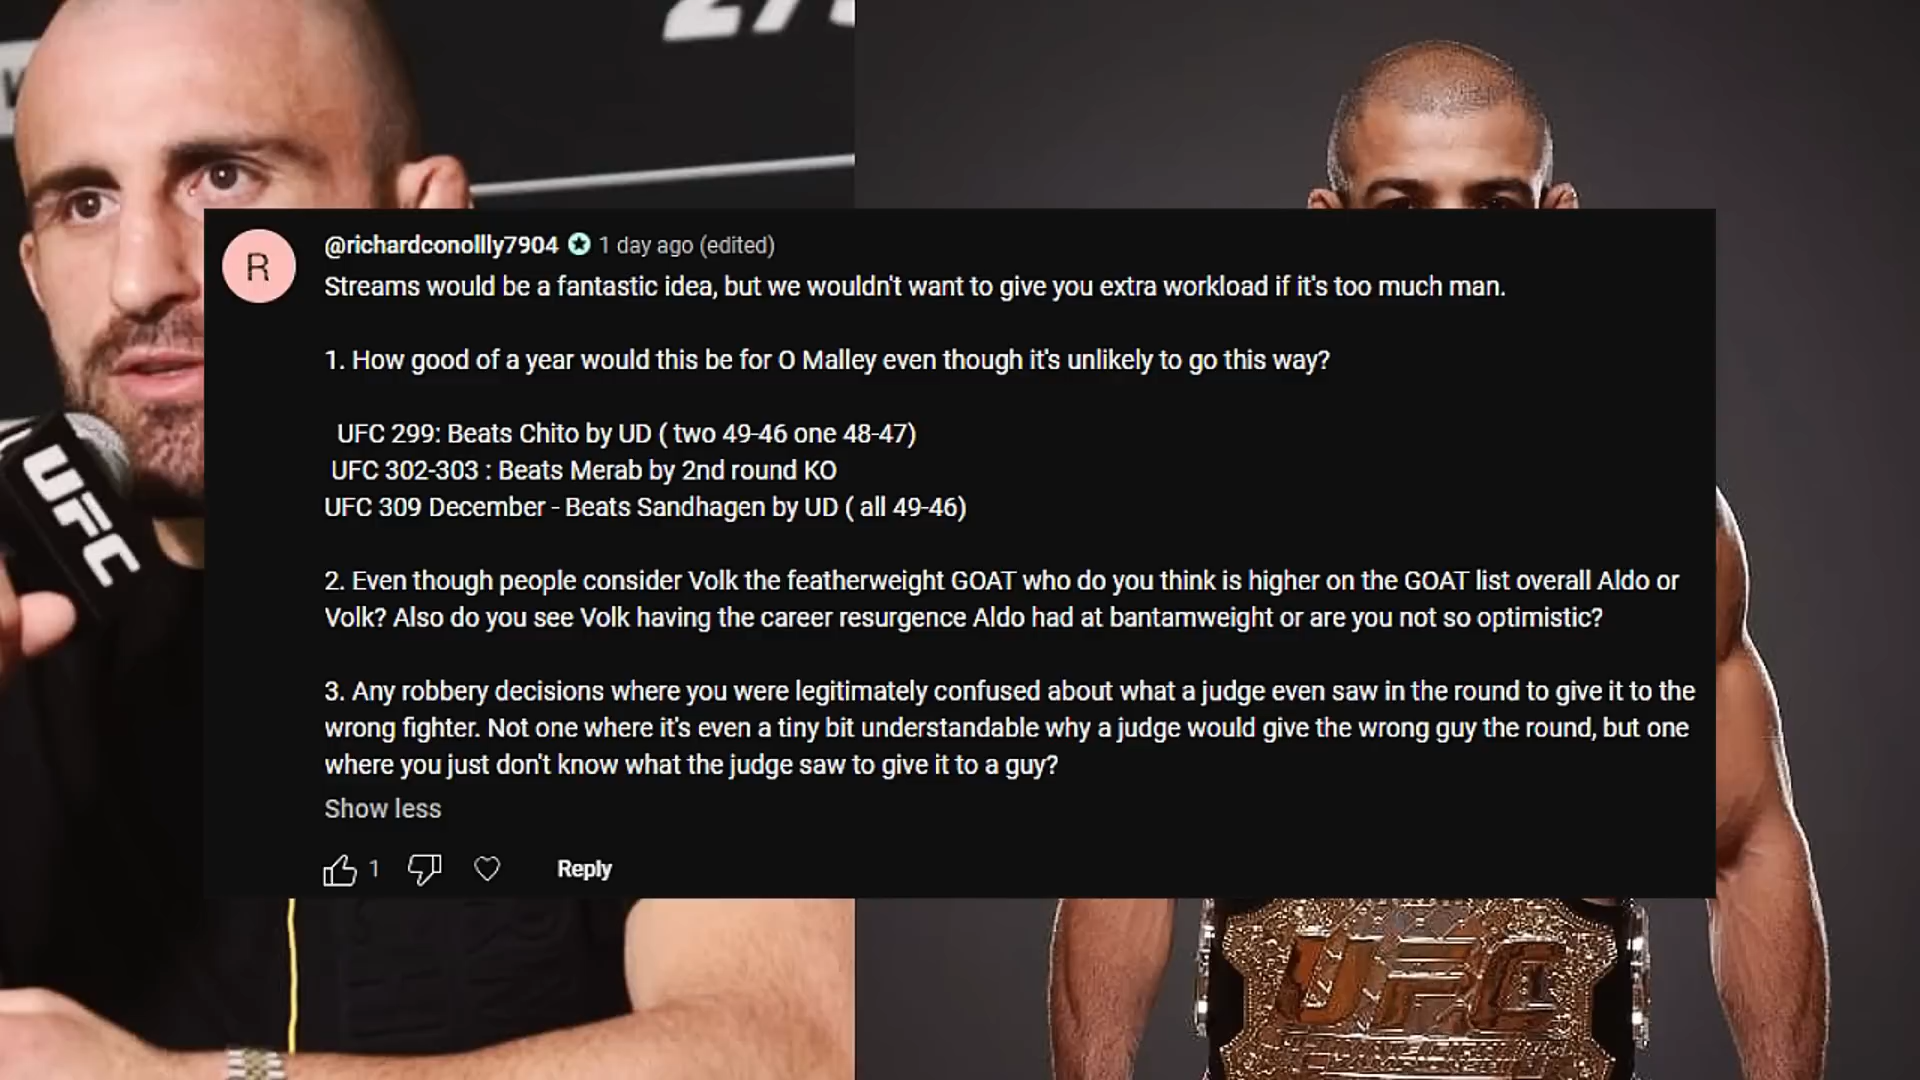 27
UFC
R
@richardconollly7904 1 day ago (edited)
Streams would be a fantastic idea, but we wouldn't want to give you extra workload if it's too much man.
1. How good of a year would this be for O Malley even though it's unlikely to go this way?
UFC 299: Beats Chito by UD ( two 49-46 one 48-47)
UFC 302-303 : Beats Merab by 2nd round KO
UFC 309 December - Beats Sandhagen by UD ( all 49-46)
2. Even though people consider Volk the featherweight GOAT who do you think is higher on the GOAT list overall Aldo or
Volk? Also do you see Volk having the career resurgence Aldo had at bantamweight or are you not so optimistic?
3. Any robbery decisions where you were legitimately confused about what a judge even saw in the round to give it to the
wrong fighter. Not one where it's even a tiny bit understandable why a judge would give the wrong guy the round, but one
where you just don't know what the judge saw to give it to a guy?
Show less
1 Reply
UFC